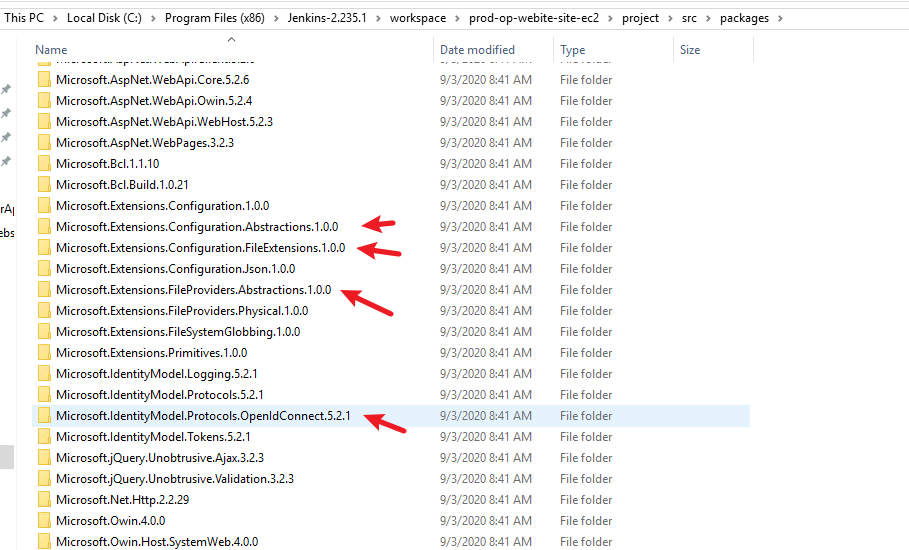 This PC > Local Disk (C:) > Program Files (x86) > Jenkins-2.235.1 > workspace > prod-op-webite-site-ec2 > project > src > packages >
Name Date modified Type Size
Microsoft.AspNet.WebApi.Core.5.2.6 9/3/2020 8:41 AM File folder
Microsoft.AspNet.WebApi.Owin.5.2.4 9/3/2020 8:41 AM File folder
Microsoft.AspNet.WebApi.WebHost.5.2.3 9/3/2020 8:41 AM File folder
Microsoft.AspNet.WebPages.3.2.3 9/3/2020 8:41 AM File folder
Microsoft.Bcl.1.1.10 9/3/2020 8:41 AM File folder
Microsoft.Bcl.Build.1.0.21 9/3/2020 8:41 AM File folder
Microsoft.Extensions.Configuration.1.0.0 9/3/2020 8:41 AM File folder
Microsoft.Extensions.Configuration.Abstractions.1.0.0 9/3/2020 8:41 AM File folder
Microsoft.Extensions.Configuration.FileExtensions.1.0.0 9/3/2020 8:41 AM File folder
Microsoft.Extensions.Configuration.Json.1.0.0 9/3/2020 8:41 AM File folder
Microsoft.Extensions.FileProviders.Abstractions.1.0.0 9/3/2020 8:41 AM File folder
Microsoft.Extensions.FileProviders.Physical.1.0.0 9/3/2020 8:41 AM File folder
Microsoft.Extensions.FileSystemGlobbing.1.0.0 9/3/2020 8:41 AM File folder
Microsoft.Extensions.Primitives.1.0.0 9/3/2020 8:41 AM File folder
Microsoft.IdentityModel.Logging.5.2.1 9/3/2020 8:41 AM File folder
Microsoft.IdentityModel.Protocols.5.2.1 9/3/2020 8:41 AM File folder
Microsoft.IdentityModel.Protocols.OpenIdConnect.5.2.1 9/3/2020 8:41 AM File folder
Microsoft.IdentityModel.Tokens.5.2.1 9/3/2020 8:41 AM File folder
Microsoft.jQuery.Unobtrusive.Ajax.3.2.3 9/3/2020 8:41 AM File folder
Microsoft.jQuery.Unobtrusive.Validation.3.2.3 9/3/2020 8:41 AM File folder
Microsoft.Net.Http.2.2.29 9/3/2020 8:41 AM File folder
Microsoft.Owin.4.0.0 9/3/2020 8:41 AM File folder
Microsoft.Owin.Host.SystemWeb.4.0.0 9/3/2020 8:41 AM File folder